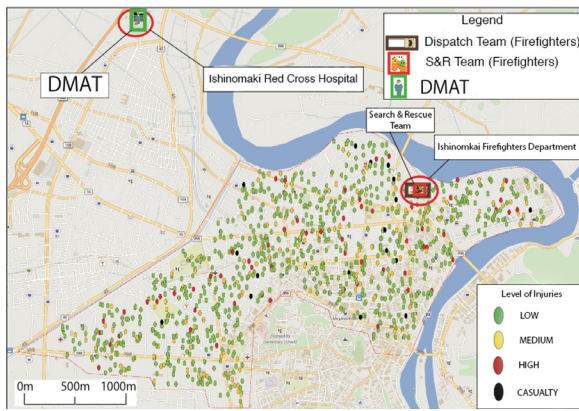 Legend
Dispatch Team (Firefighters)
S&R Team (Firefighters)
DMAT
DMAT
Ishinomaki Red Cross Hospital
Search & Rescue
Team
Ishinomkai Firefighters Department
Level of Injuries
LOW
MEDIUM
HIGH
CASUALTY
0m 500m 1000m